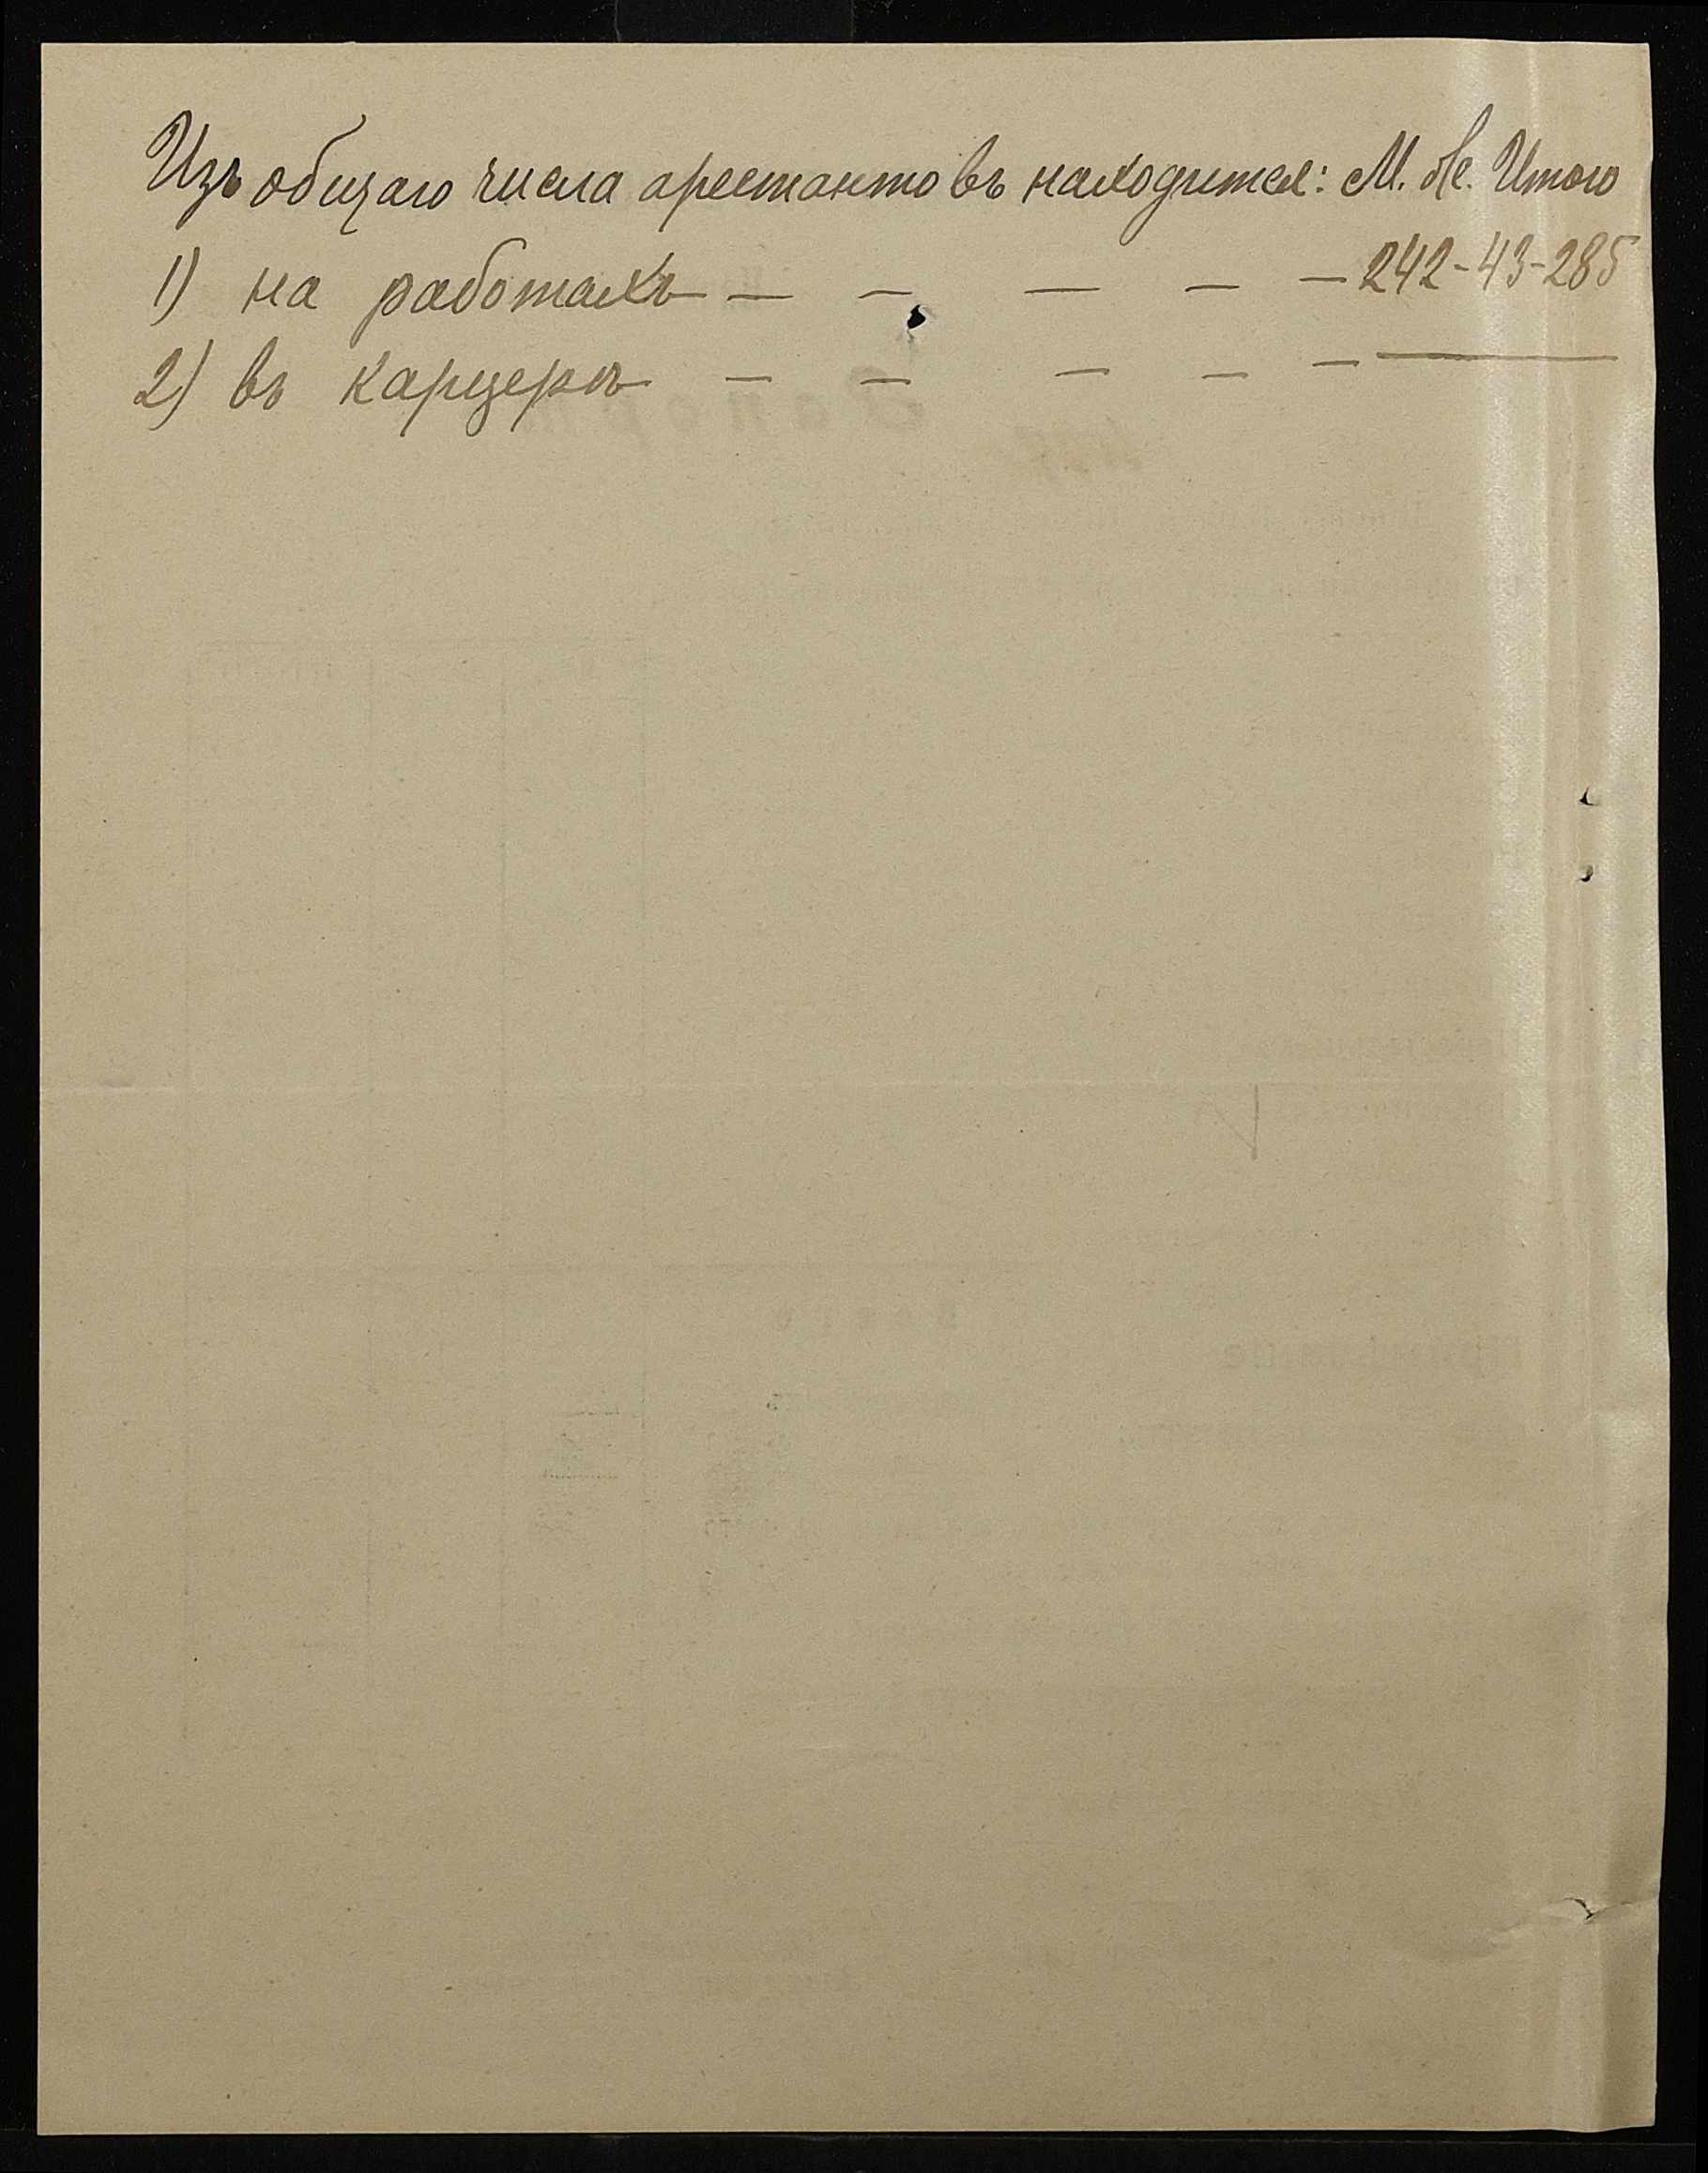 Изъ общаго числа арестантовъ находится: М. Ж. Итого
1) на работахъ — — — — — 242-43-285
2) въ карцерѣ — — — — — —